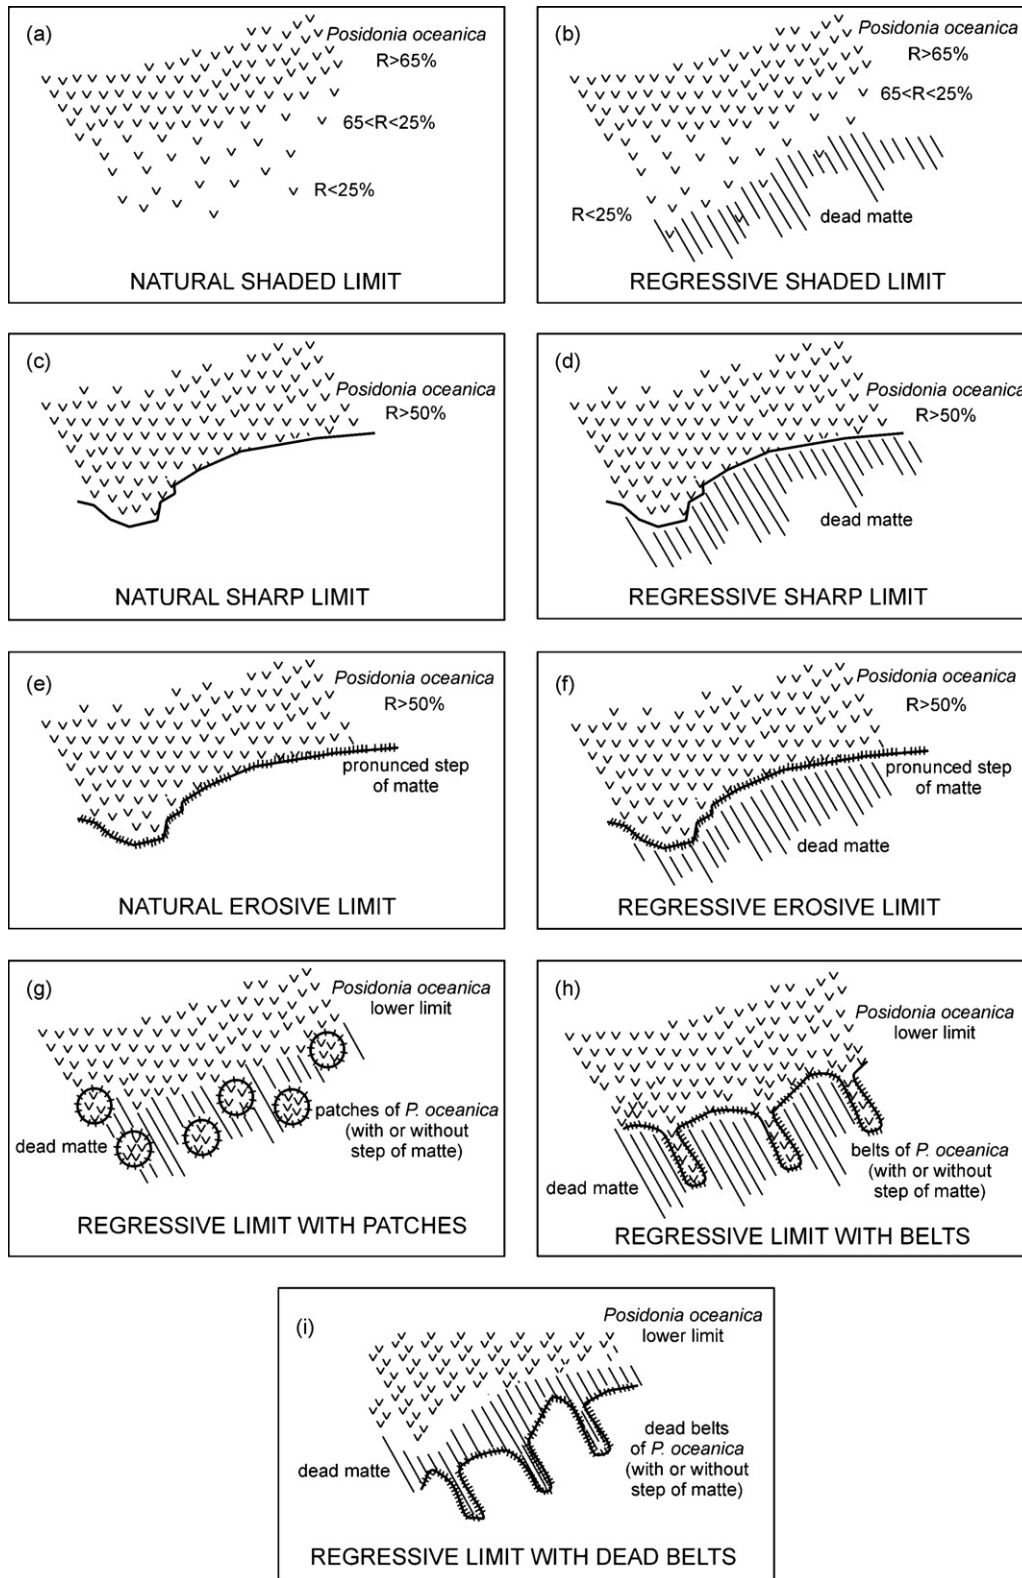 (a)
Posidonia oceanica
R>65%
65<R<25%
R<25%
NATURAL SHADED LIMIT
(b)
Posidonia oceanica
R>65%
65<R<25%
R<25%
dead matte
REGRESSIVE SHADED LIMIT
(c)
Posidonia oceanica
R>50%
NATURAL SHARP LIMIT
(d)
Posidonia oceanica
R>50%
dead matte
REGRESSIVE SHARP LIMIT
(e)
Posidonia oceanica
R>50%
pronunced step
of matte
NATURAL EROSIVE LIMIT
(f)
Posidonia oceanica
R>50%
pronunced step
of matte
dead matte
REGRESSIVE EROSIVE LIMIT
(g)
Posidonia oceanica
lower limit
patches of P. oceanica
(with or without
step of matte)
dead matte
REGRESSIVE LIMIT WITH PATCHES
(h)
Posidonia oceanica
lower limit
belts of P. oceanica
(with or without
step of matte)
dead matte
REGRESSIVE LIMIT WITH BELTS
(i)
Posidonia oceanica
lower limit
dead belts
of P. oceanica
(with or without
step of matte)
dead matte
REGRESSIVE LIMIT WITH DEAD BELTS